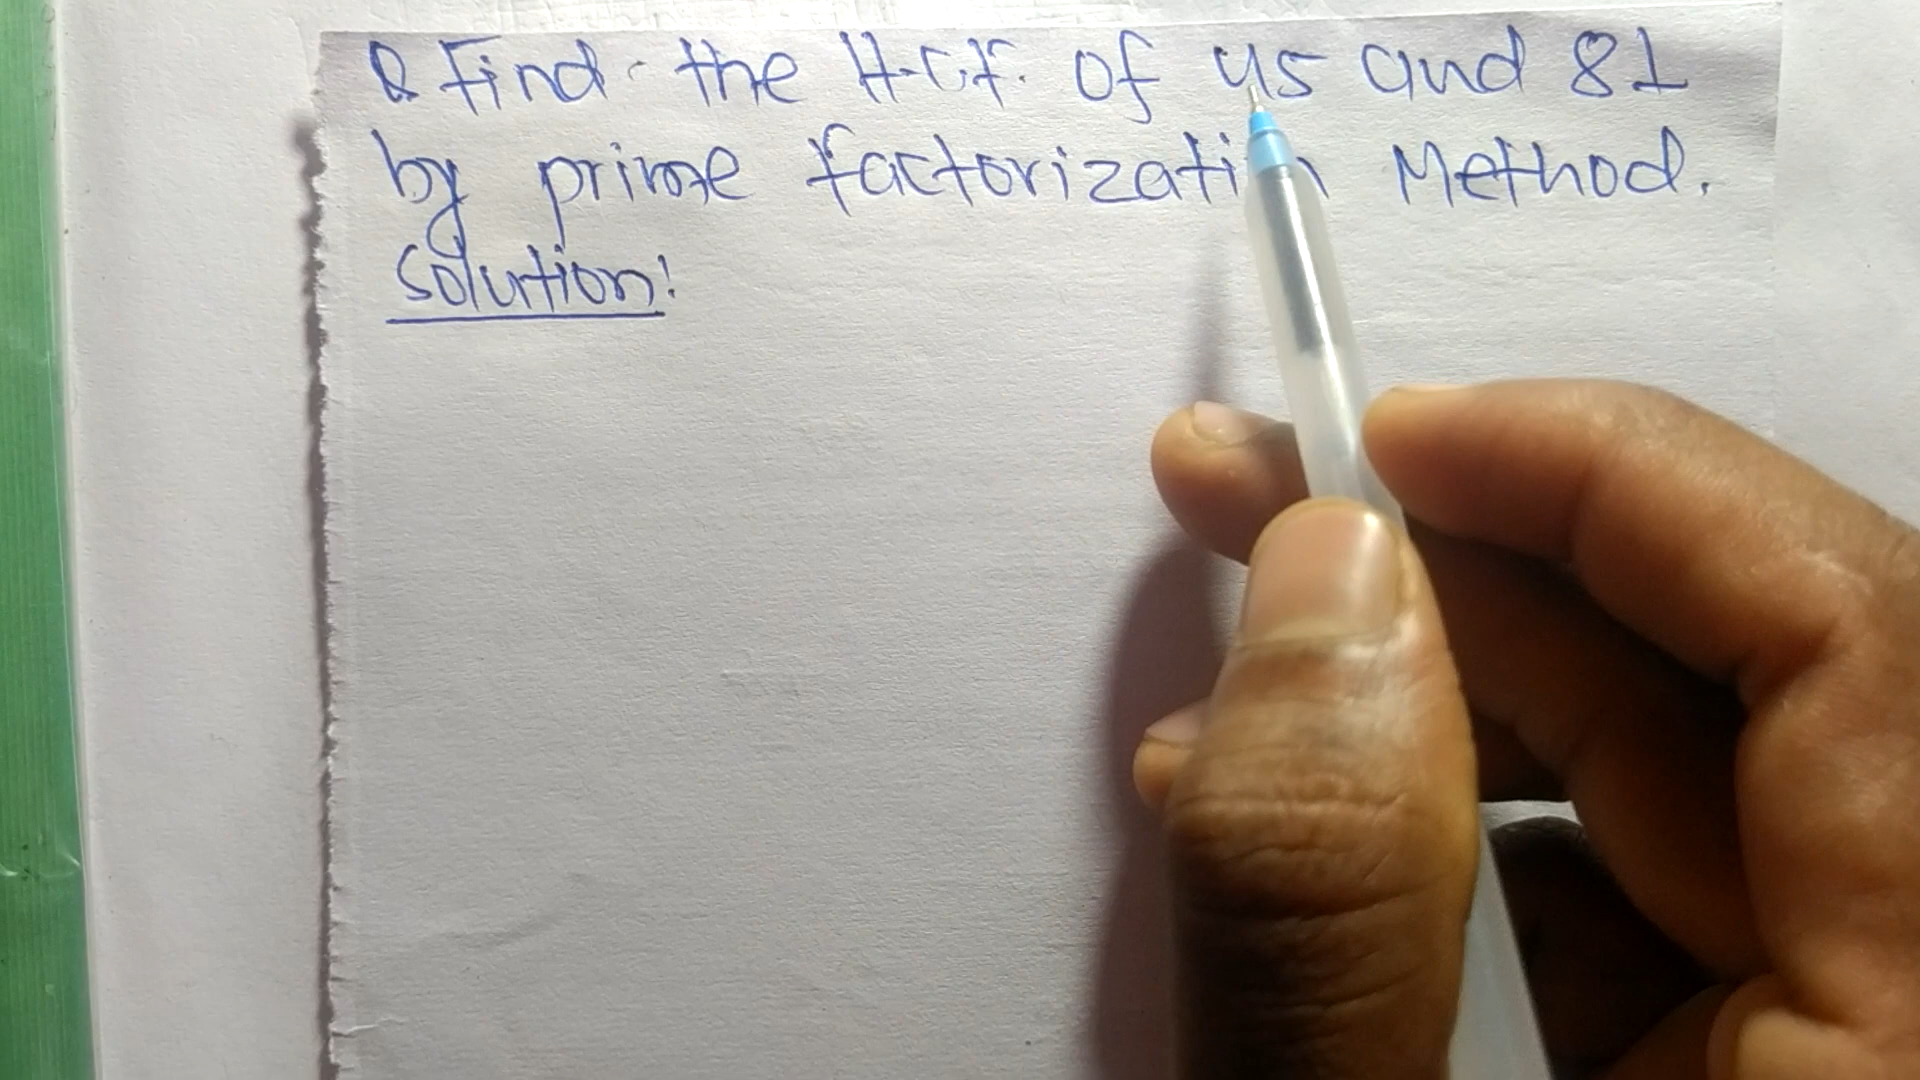 Q Find the H.C.F. of 45 and 81
by prime factorization Method.
Solution: